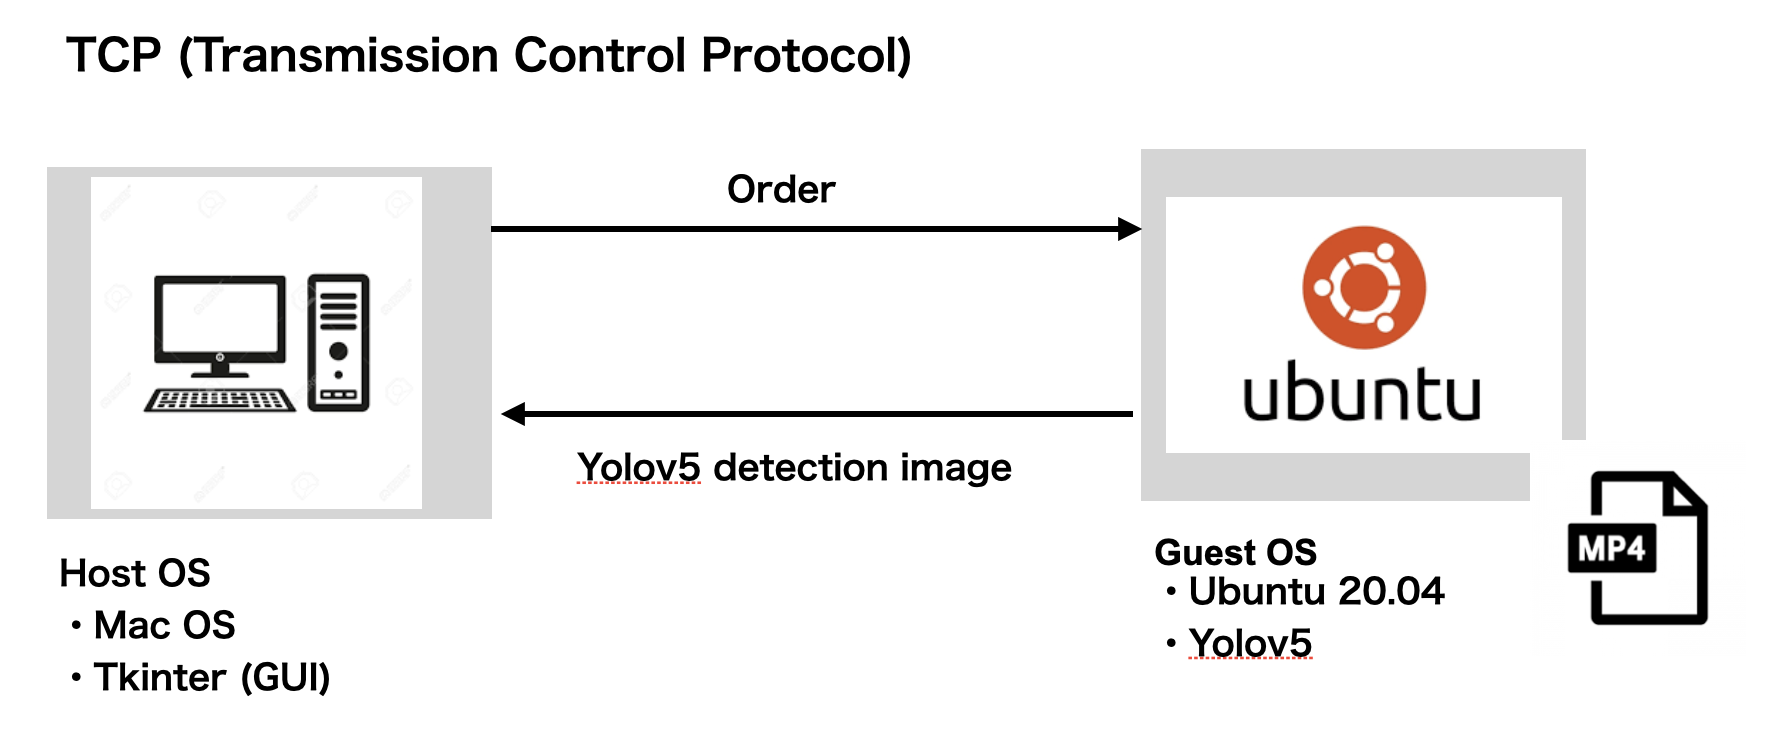 TCP (Transmission Control Protocol)
Order
ubuntu
Yolov5 detection image
MP4
Host OS
・Mac OS
・Tkinter (GUI)
Guest OS
・Ubuntu 20.04
・Yolov5